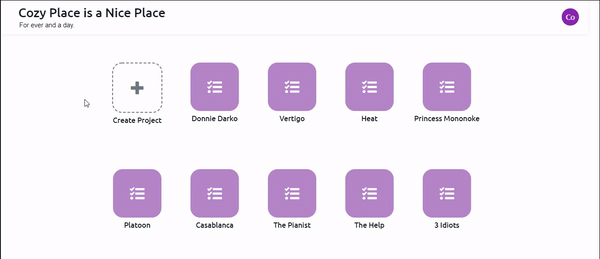 Cozy Place is a Nice Place
For ever and a day.
Co
Create Project
Donnie Darko
Vertigo
Heat
Princess Mononoke
Platoon
Casablanca
The Pianist
The Help
3 Idiots